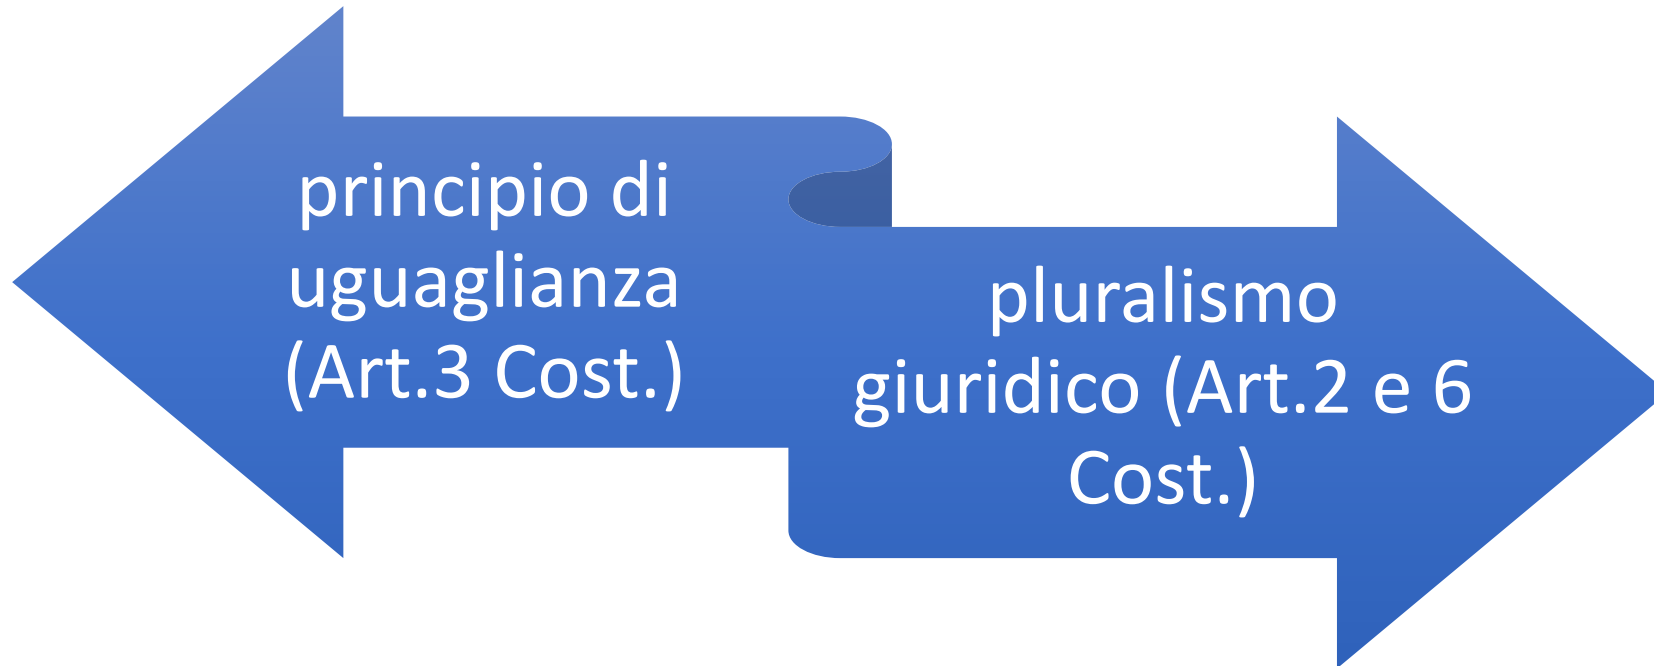 principio di
uguaglianza
(Art.3 Cost.)
pluralismo
giuridico (Art.2 e 6
Cost.)